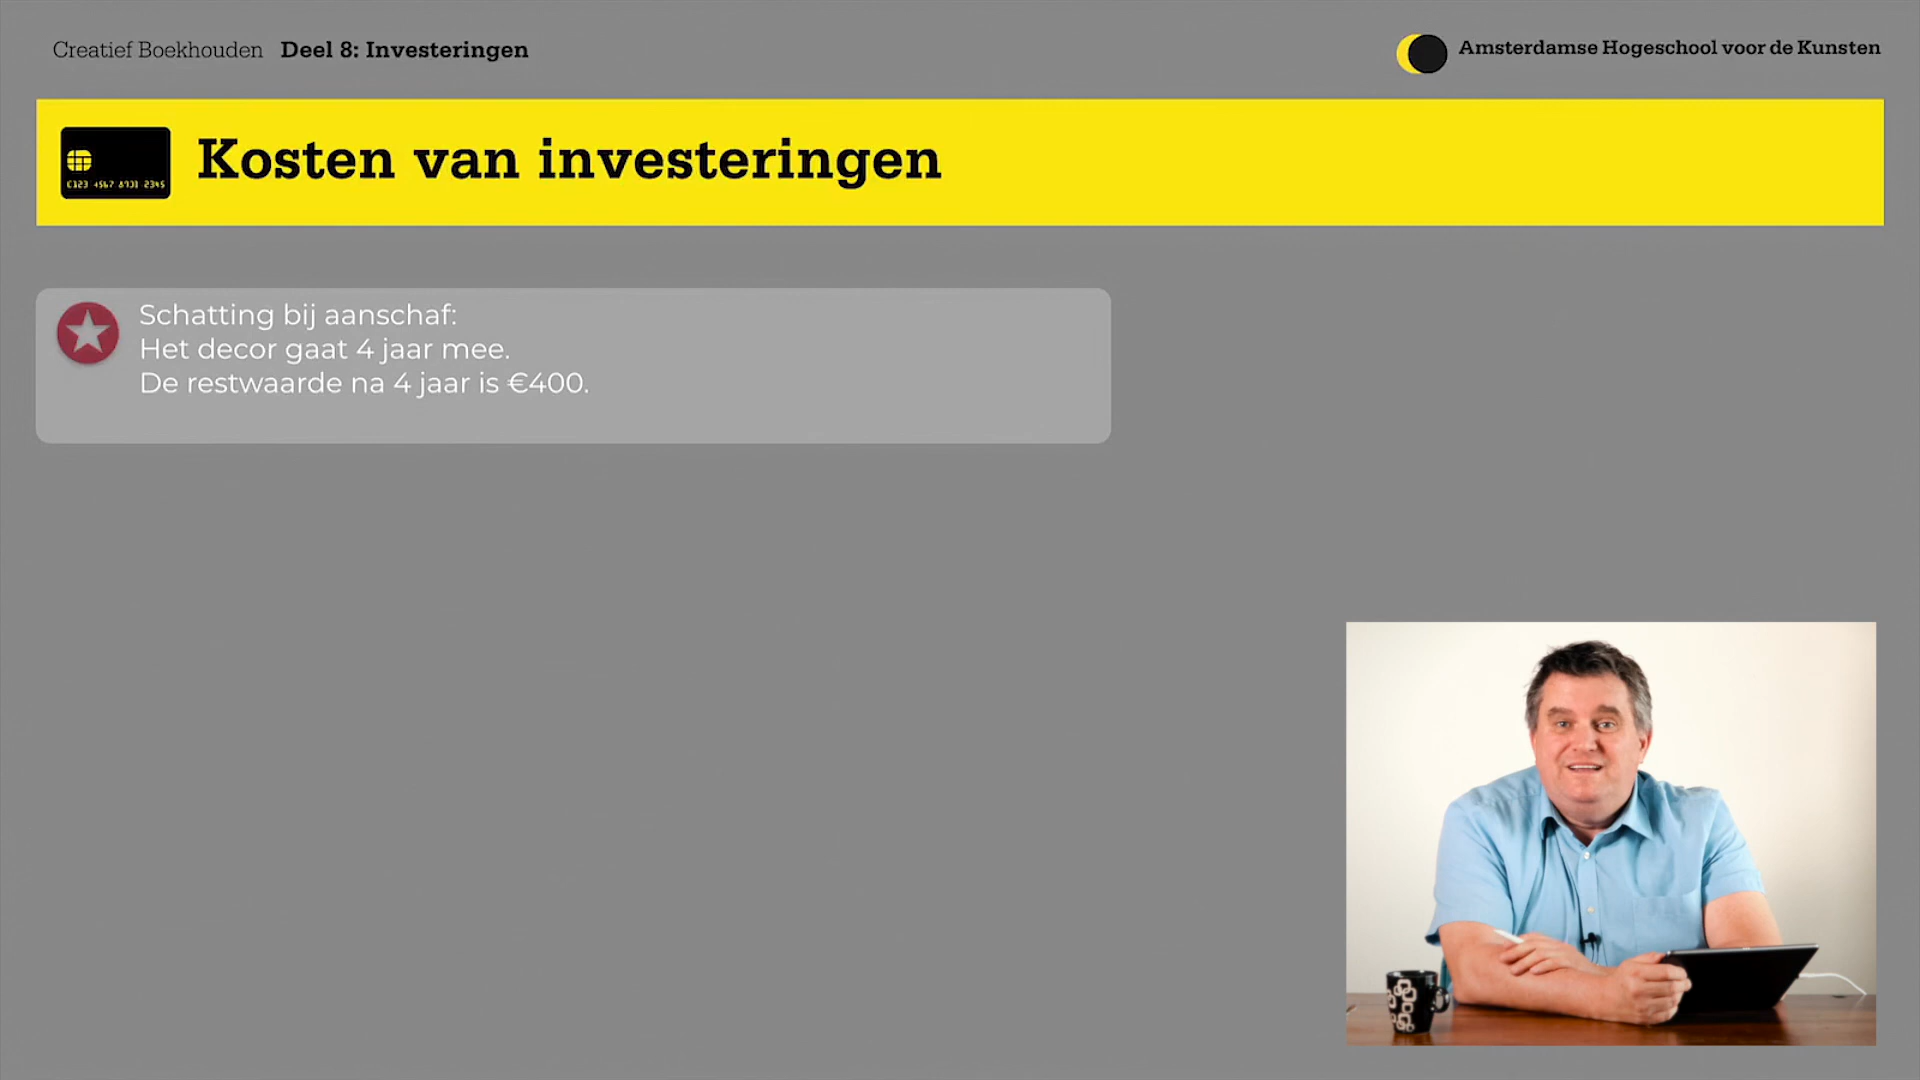 Creatief Boekhouden Deel 8: Investeringen
Amsterdamse Hogeschool voor de Kunsten
Kosten van investeringen
Schatting bij aanschaf:
Het decor gaat 4 jaar mee.
De restwaarde na 4 jaar is €400.